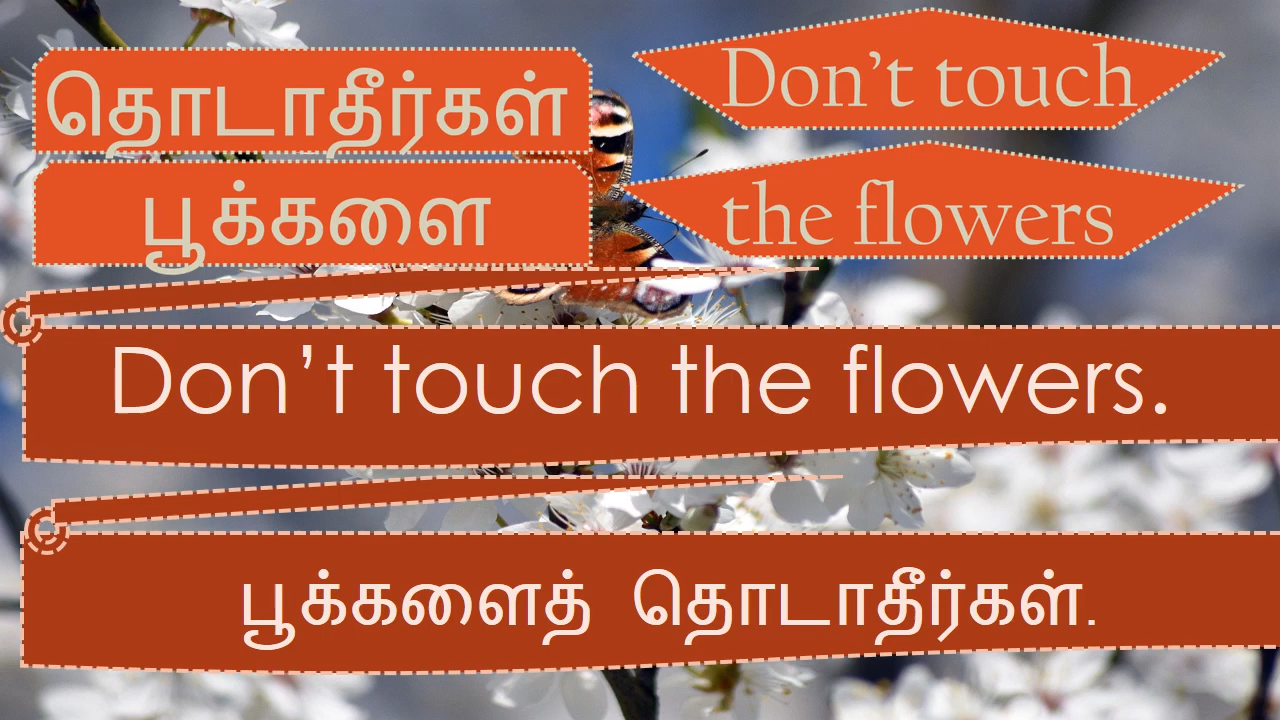 தொடாதீர்கள்
பூக்களை
Don’t touch
the flowers
Don’t touch the flowers.
பூக்களைத் தொடாதீர்கள்.